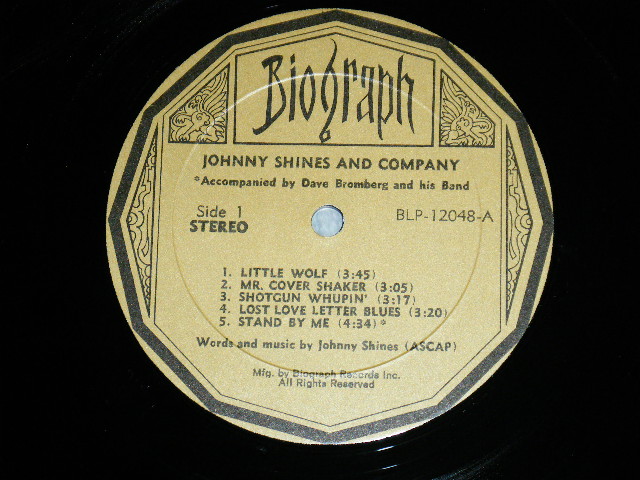 Biograph
JOHNNY SHINES AND COMPANY
*Accompanied by Dave Bromberg and his Band
Side 1
STEREO
BLP-12048-A
1. LITTLE WOLF (3:45)
2. MR. COVER SHAKER (3:05)
3. SHOTGUN WHUPIN' (3:17)
4. LOST LOVE LETTER BLUES (3:20)
5. STAND BY ME (4:34)*
Words and music by Johnny Shines (ASCAP)
Mfg. by Biograph Records Inc.
All Rights Reserved